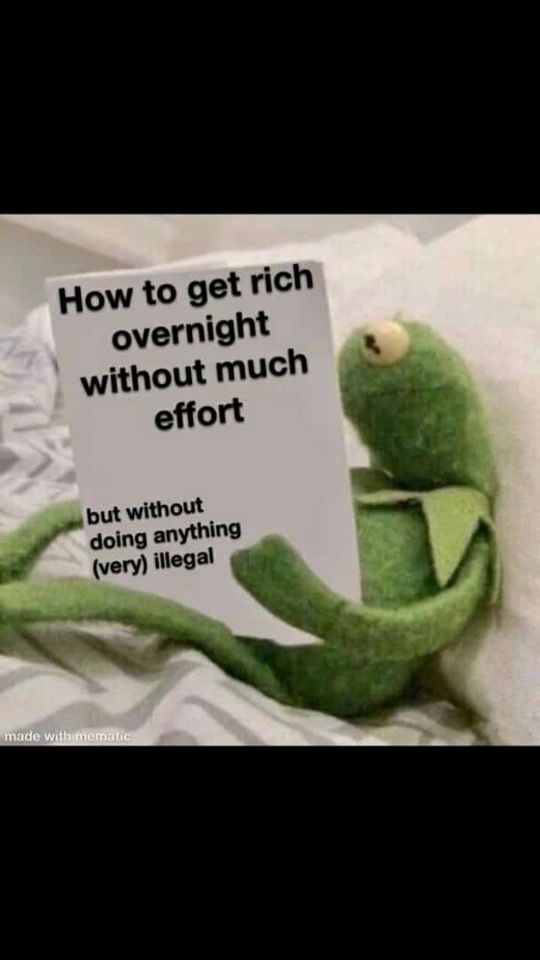 How to get rich
overnight
without much
effort
but without
doing anything
(very) illegal
made with mematic